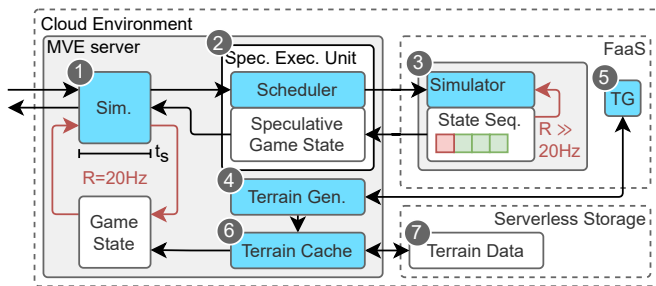 Cloud Environment
MVE server
2
Spec. Exec. Unit
FaaS
1
Sim.
Scheduler
Speculative
Game State
3
Simulator
State Seq.
R ≫
20Hz
5
TG
ts
R=20Hz
4
Terrain Gen.
Game
State
6
Terrain Cache
Serverless Storage
7
Terrain Data